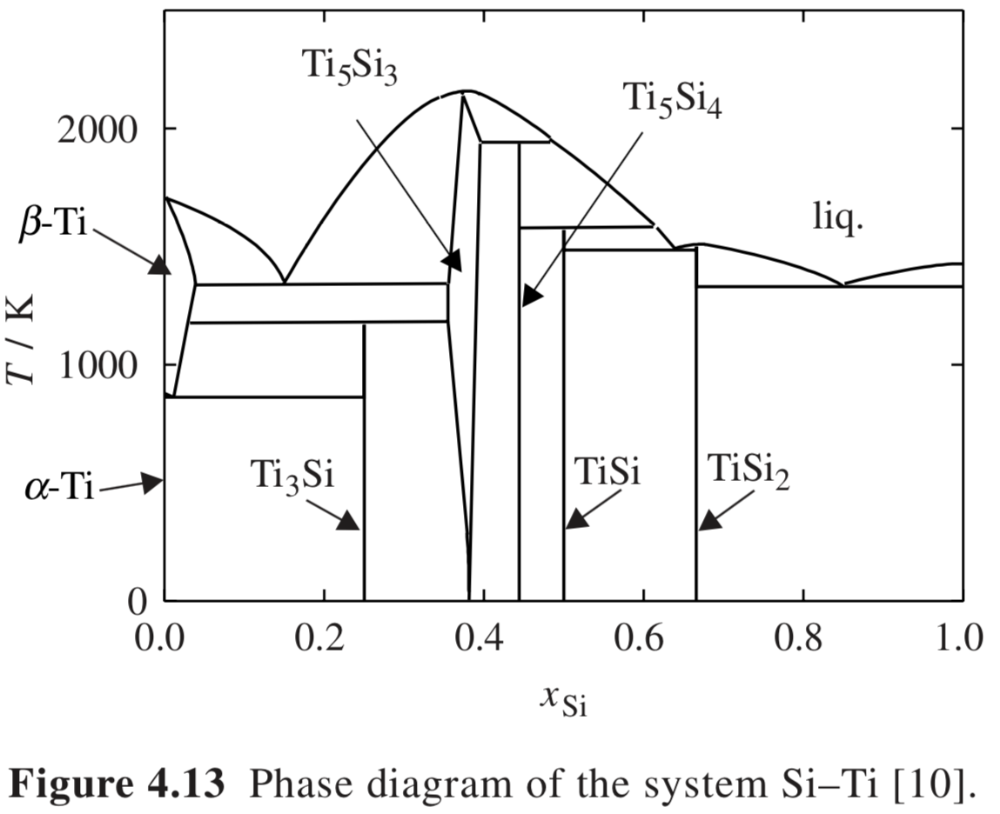 Ti₅Si₃
Ti₅Si₄
2000
β-Ti
liq.
T / K
1000
Ti₃Si
TiSi
TiSi₂
α-Ti
0
0.0 0.2 0.4 0.6 0.8 1.0
x Si
Figure 4.13 Phase diagram of the system Si–Ti [10].